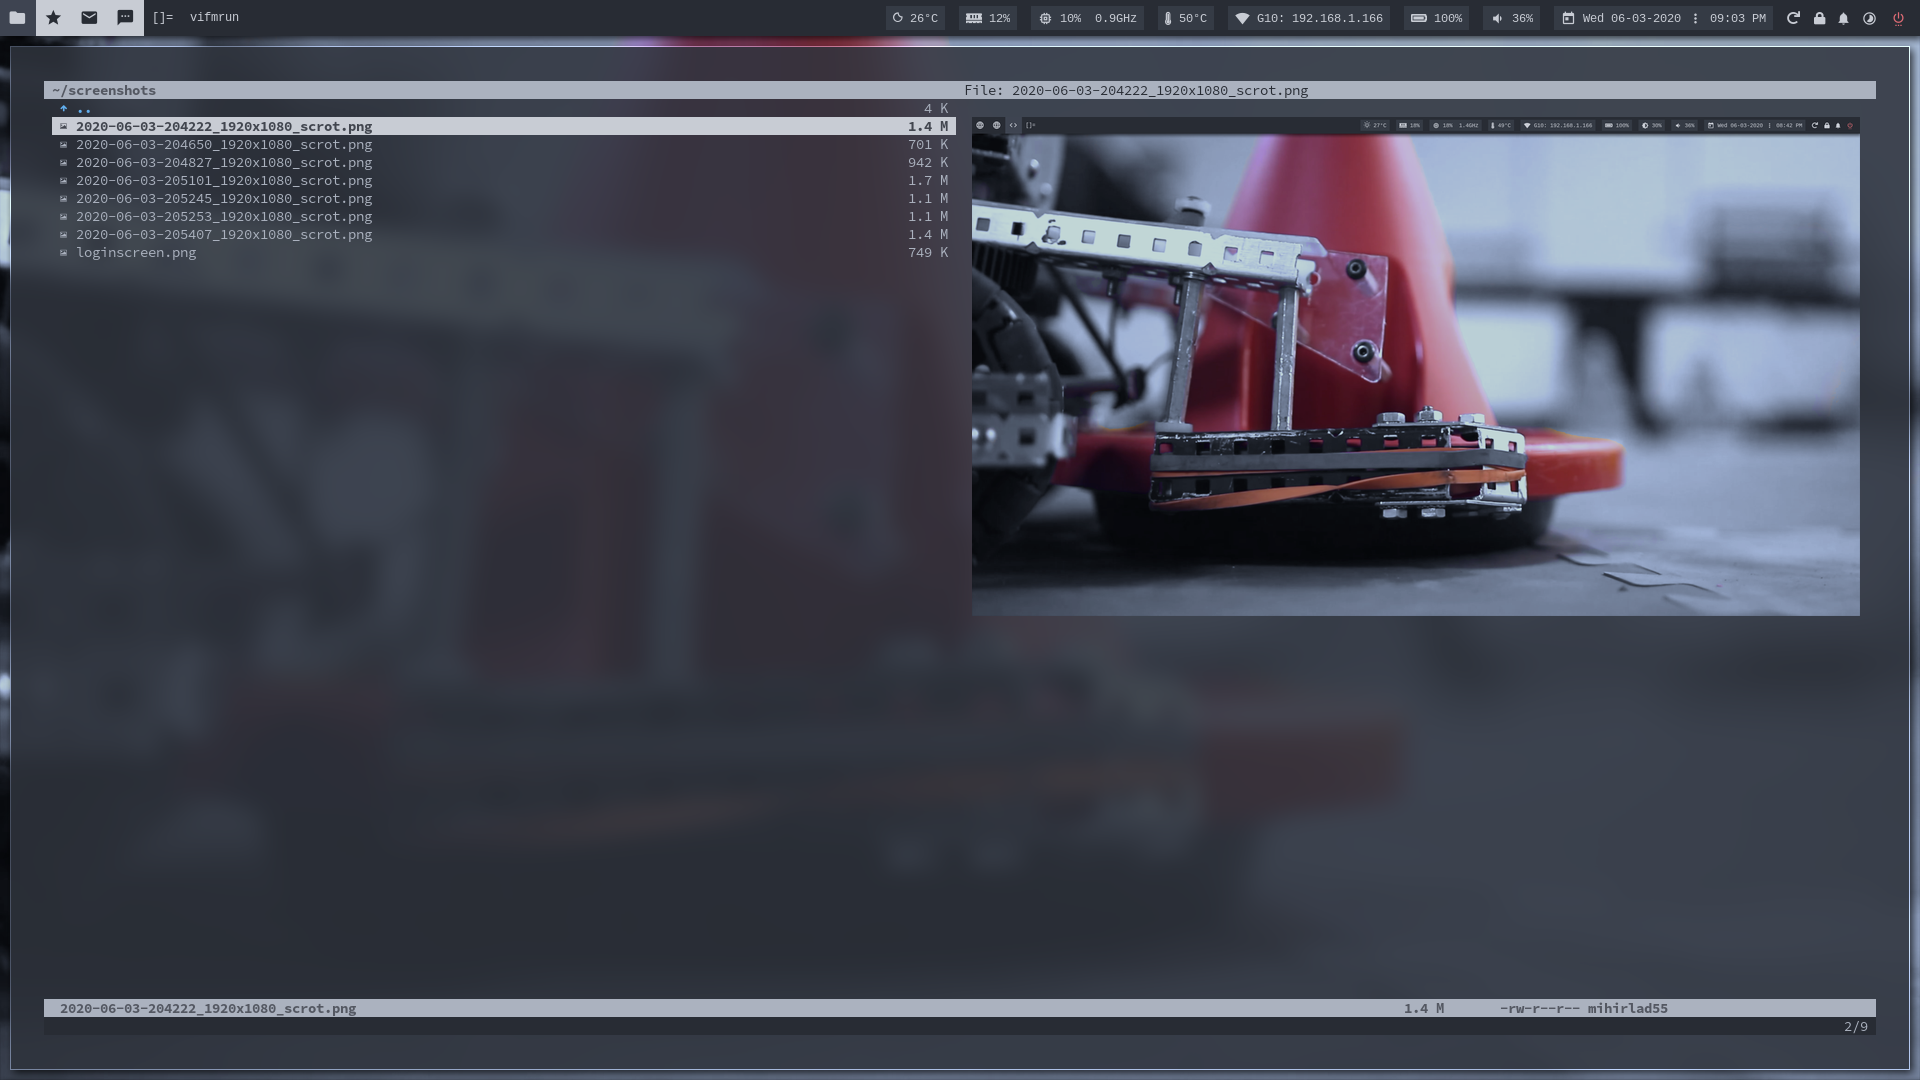 []= vifmrun 26°C 12% 10% 0.9GHz 50°C G10: 192.168.1.166 100% 36% Wed 06-03-2020 09:03 PM
~/screenshots File: 2020-06-03-204222_1920x1080_scrot.png
.. 4 K
2020-06-03-204222_1920x1080_scrot.png 1.4 M
[]= 27°C 10% 10% 1.4GHz 49°C G10: 192.168.1.166 100% 30% 36% Wed 06-03-2020 08:42 PM
2020-06-03-204650_1920x1080_scrot.png 701 K
2020-06-03-204827_1920x1080_scrot.png 942 K
2020-06-03-205101_1920x1080_scrot.png 1.7 M
2020-06-03-205245_1920x1080_scrot.png 1.1 M
2020-06-03-205253_1920x1080_scrot.png 1.1 M
2020-06-03-205407_1920x1080_scrot.png 1.4 M
loginscreen.png 749 K
2020-06-03-204222_1920x1080_scrot.png 1.4 M -rw-r--r-- mihirlad55
2/9